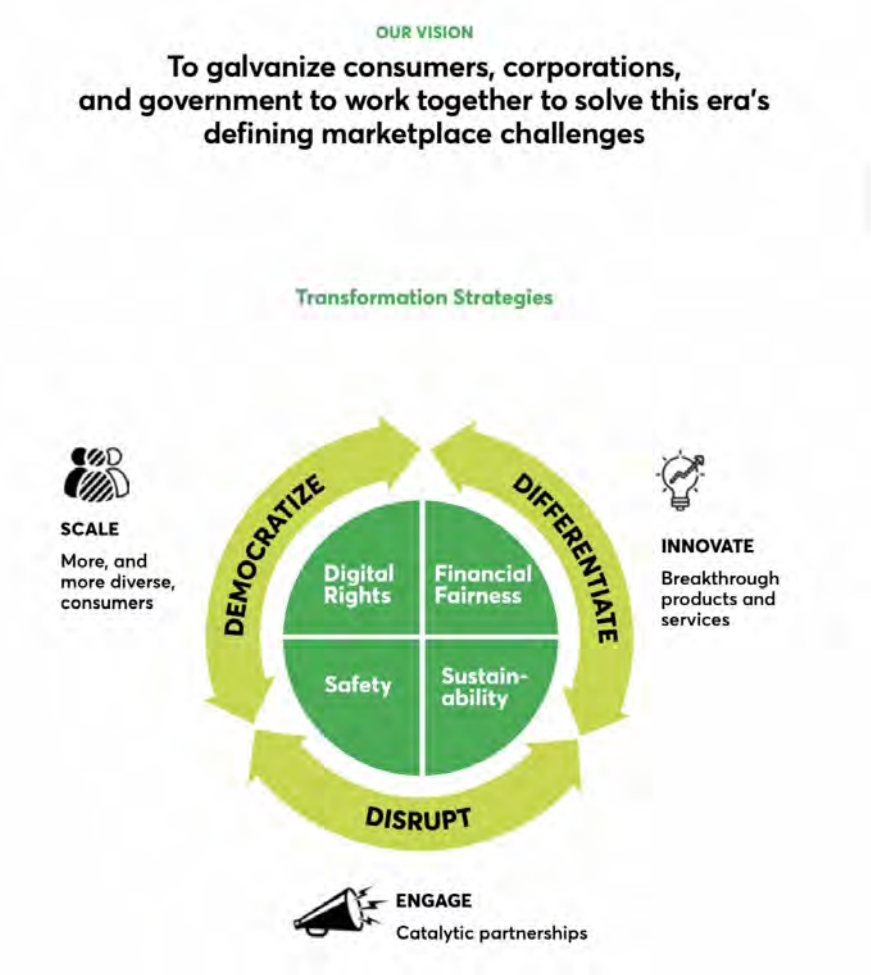 OUR VISION
To galvanize consumers, corporations,
and government to work together to solve this era's
defining marketplace challenges
Transformation Strategies
SCALE
More, and
more diverse,
consumers
DEMOCRATIZE
DIFFERENTIATE
INNOVATE
Breakthrough
products and
services
Digital
Rights
Financial
Fairness
Safety
Sustain-
ability
DISRUPT
ENGAGE
Catalytic partnerships